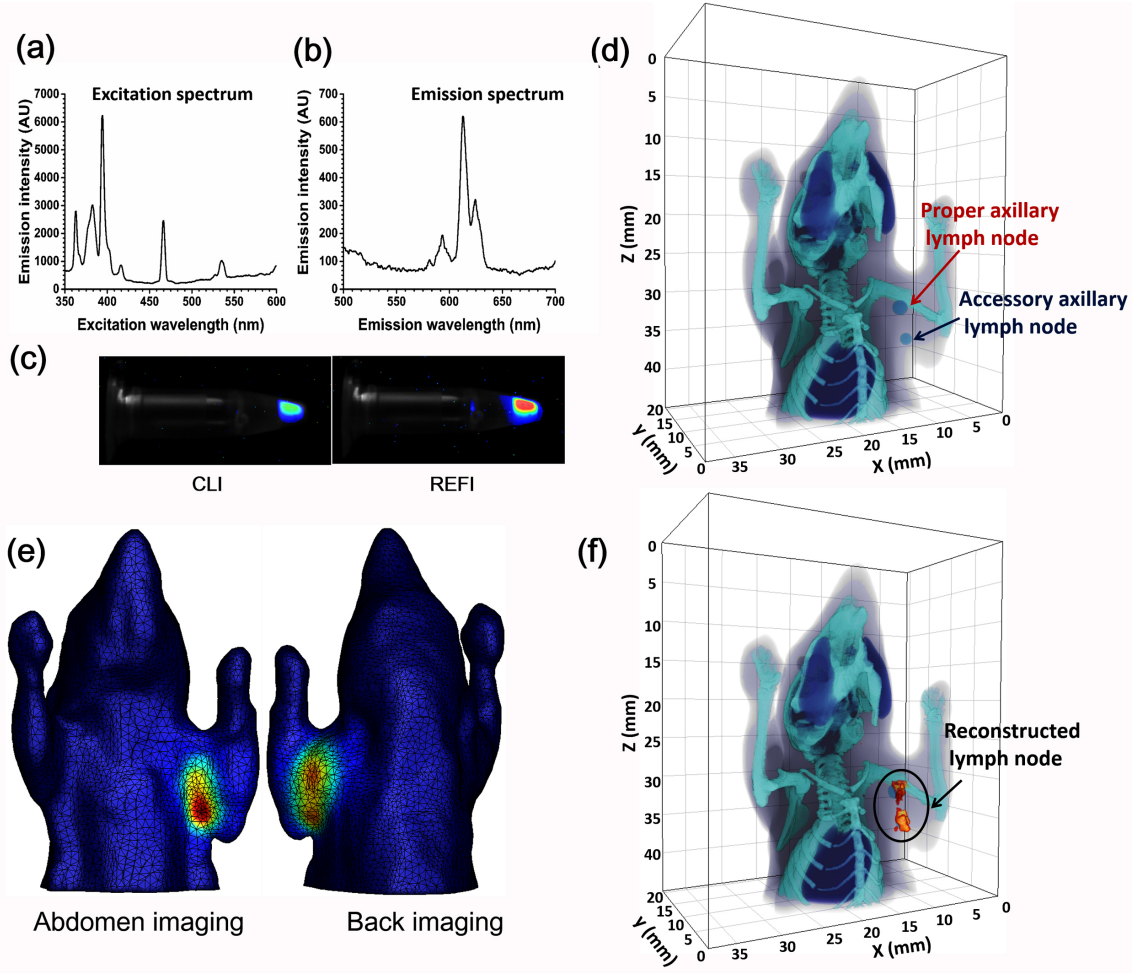 (a)
Excitation spectrum
Emission intensity (AU)
7000
6000
5000
4000
3000
2000
1000
0
350 400 450 500 550 600
Excitation wavelength (nm)
(b)
Emission spectrum
Emission intensity (AU)
700
600
500
400
300
200
100
0
500 550 600 650 700
Emission wavelength (nm)
(c)
CLI REFI
(d)
0
5
10
15
20
25
30
35
40
Z (mm)
Proper axillary
lymph node
Accessory axillary
lymph node
20
15
10
5
0
y (mm)
35 30 25 20 15 10 5 0
X (mm)
(e)
Abdomen imaging Back imaging
(f)
0
5
10
15
20
25
30
35
40
Z (mm)
Reconstructed
lymph node
20
15
10
5
0
y (mm)
35 30 25 20 15 10 5 0
X (mm)